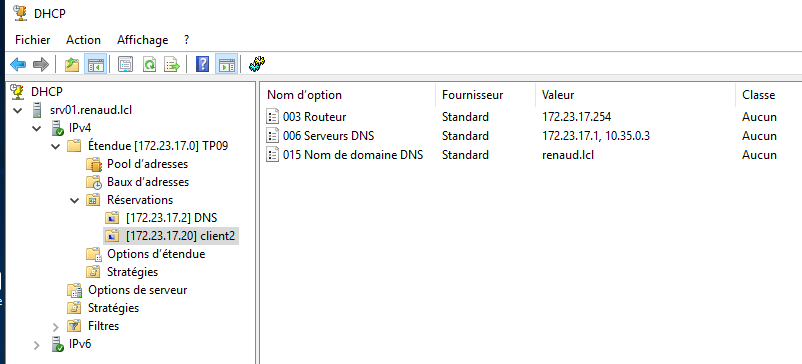 DHCP
Fichier Action Affichage ?
DHCP
srv01.renaud.lcl
IPv4
Étendue [172.23.17.0] TP09
Pool d'adresses
Baux d'adresses
Réservations
[172.23.17.2] DNS
[172.23.17.20] client2
Options d'étendue
Stratégies
Options de serveur
Stratégies
Filtres
IPv6
Nom d'option Fournisseur Valeur Classe
003 Routeur Standard 172.23.17.254 Aucun
006 Serveurs DNS Standard 172.23.17.1, 10.35.0.3 Aucun
015 Nom de domaine DNS Standard renaud.lcl Aucun